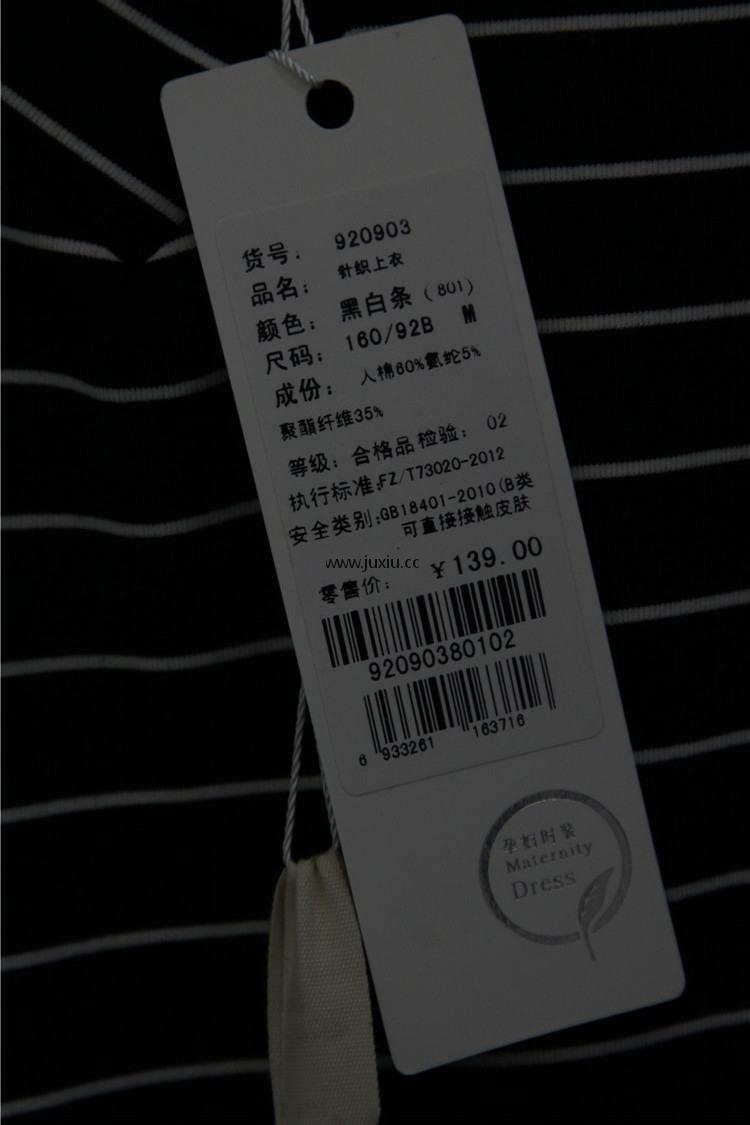 货号： 920903
品名： 针织上衣
颜色： 黑白条（801）
尺码： 160/92B M
成份： 人棉60%氨纶5%
聚酯纤维35%
等级：合格品 检验： 02
执行标准:FZ/T73020-2012
安全类别:GB18401-2010(B类
可直接接触皮肤
www.juxiu.cc
零售价： ￥139.00
92090380102
6 933261 163716
孕妇时装
Maternity
Dress